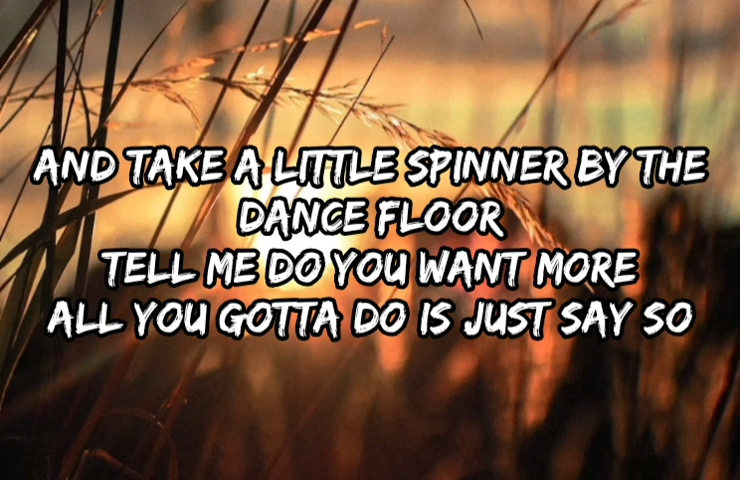 AND TAKE A LITTLE SPINNER BY THE
DANCE FLOOR
TELL ME DO YOU WANT MORE
ALL YOU GOTTA DO IS JUST SAY SO